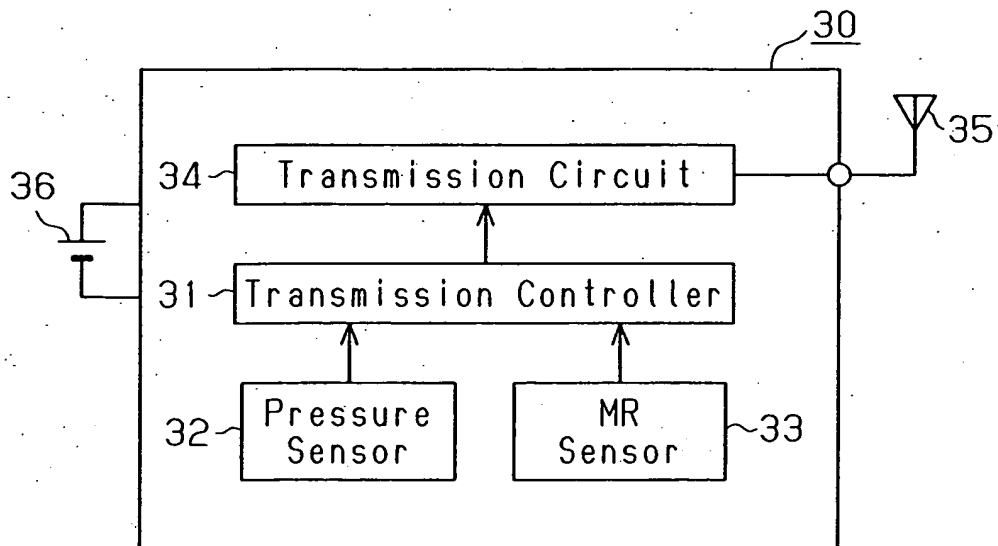 30
35
34
Transmission Circuit
36
31
Transmission Controller
32
Pressure
Sensor
MR
Sensor
33